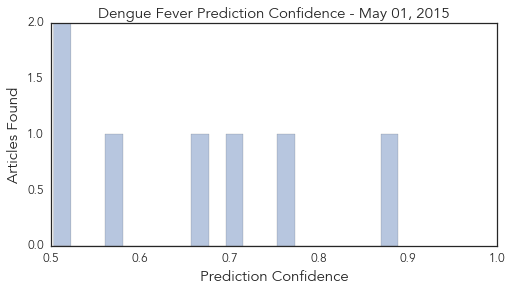 Dengue Fever Prediction Confidence - May 01, 2015
2.0
1.5
1.0
0.5
0.0
Articles Found
0.5 0.6 0.7 0.8 0.9 1.0
Prediction Confidence